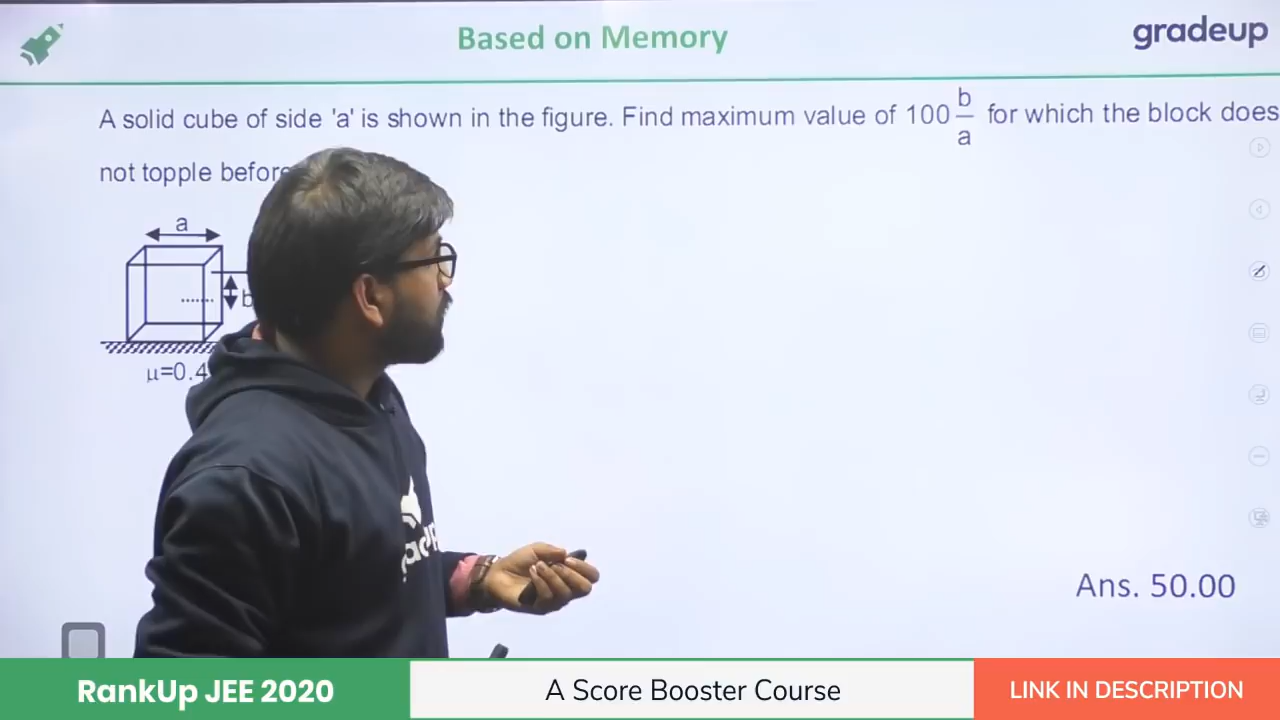 Based on Memory
gradeup
A solid cube of side 'a' is shown in the figure. Find maximum value of 100 b/a for which the block does
not topple before
a
b
μ=0.4
Ans. 50.00
RankUp JEE 2020
A Score Booster Course
LINK IN DESCRIPTION